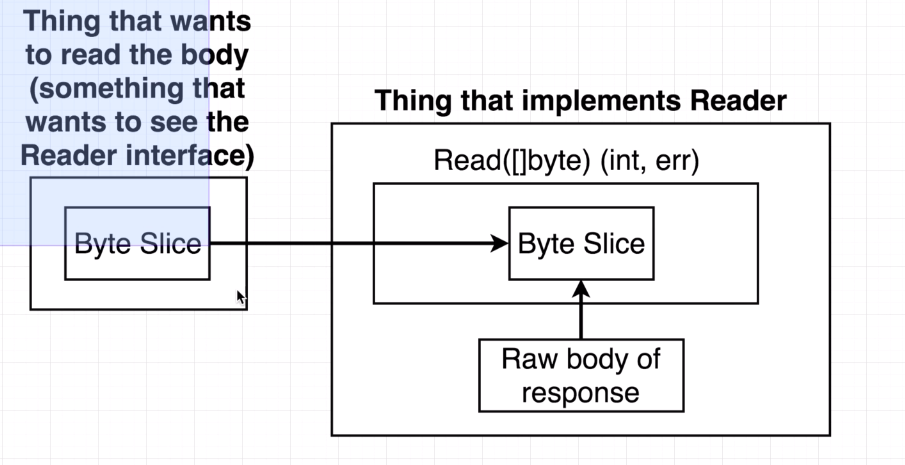 Thing that wants
to read the body
(something that
wants to see the
Reader interface)
Byte Slice
Thing that implements Reader
Read([]byte) (int, err)
Byte Slice
Raw body of
response